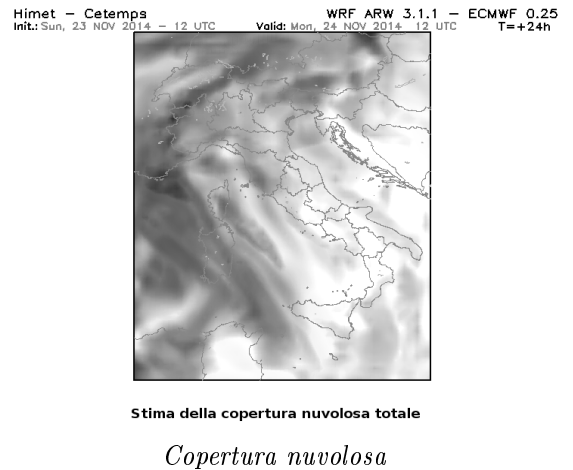 Himet - Cetemps WRF ARW 3.1.1 - ECMWF 0.25
Init.: Sun, 23 NOV 2014 - 12 UTC Valid: Mon, 24 NOV 2014 12 UTC T=+24h
Stima della copertura nuvolosa totale
Copertura nuvolosa